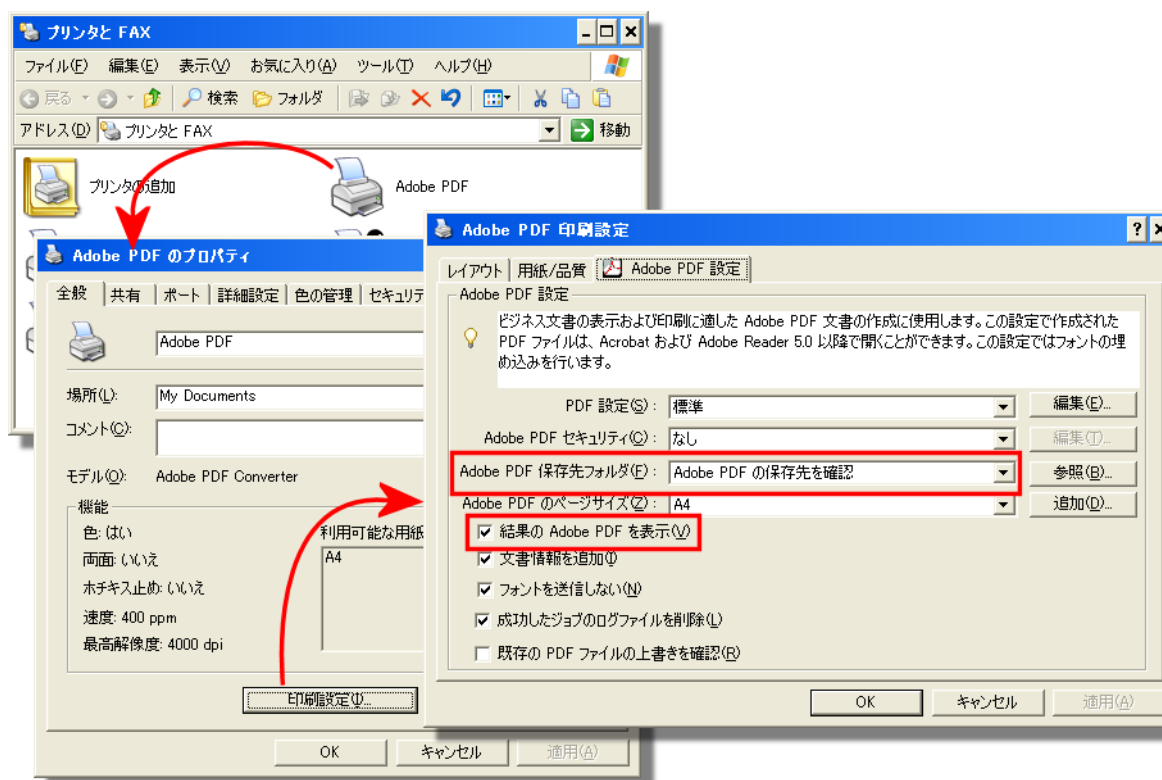 プリンタと FAX
ファイル(F) 編集(E) 表示(V) お気に入り(A) ツール(T) ヘルプ(H)
戻る 検索 フォルダ
アドレス(D) プリンタと FAX 移動
プリンタの追加 Adobe PDF
Adobe PDF のプロパティ
全般 共有 ポート 詳細設定 色の管理 セキュリテ
Adobe PDF
場所(L): My Documents
コメント(C):
モデル(O): Adobe PDF Converter
機能
色: はい 利用可能な用紙
両面: いいえ A4
ホチキス止め: いいえ
速度: 400 ppm
最高解像度: 4000 dpi
印刷設定(I)...
OK キャンセル 適用(A)
Adobe PDF 印刷設定
レイアウト 用紙/品質 Adobe PDF 設定
Adobe PDF 設定
ビジネス文書の表示および印刷に適した Adobe PDF 文書の作成に使用します。この設定で作成された
PDF ファイルは、Acrobat および Adobe Reader 5.0 以降で開くことができます。この設定ではフォントの埋
め込みを行います。
PDF 設定(S): 標準 編集(E)...
Adobe PDF セキュリティ(C): なし 編集(T)...
Adobe PDF 保存先フォルダ(F): Adobe PDF の保存先を確認 参照(B)...
Adobe PDF のページサイズ(Z): A4 追加(D)...
結果の Adobe PDF を表示(V)
文書情報を追加(I)
フォントを送信しない(N)
成功したジョブのログファイルを削除(L)
既存の PDF ファイルの上書きを確認(R)
OK キャンセル 適用(A)